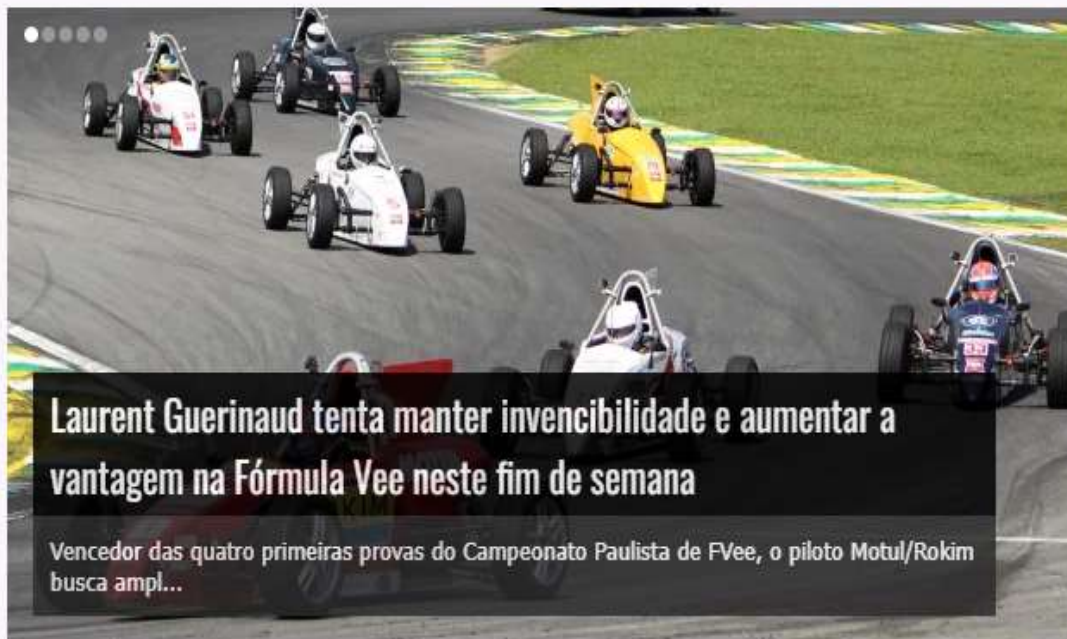 Laurent Guerinaud tenta manter invencibilidade e aumentar a
vantagem na Fórmula Vee neste fim de semana
Vencedor das quatro primeiras provas do Campeonato Paulista de FVee, o piloto Motul/Rokim
busca ampl...